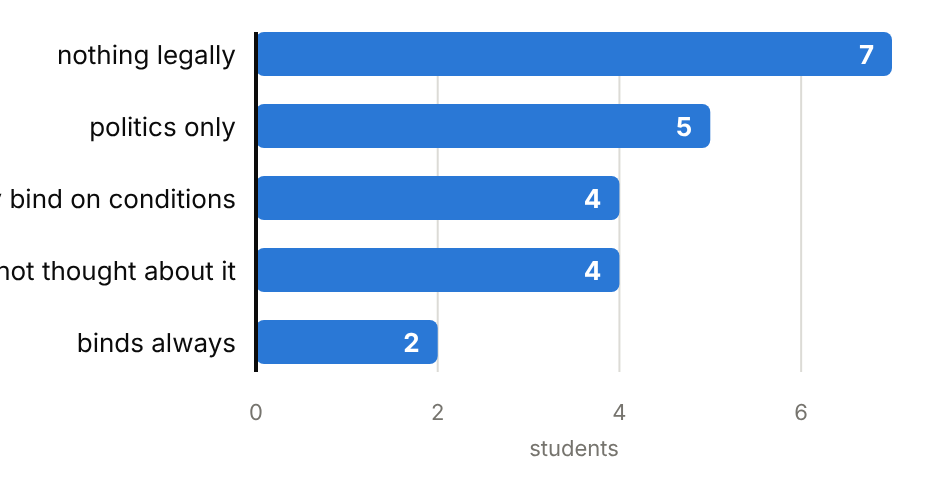 nothing legally
7
politics only
5
bind on conditions
4
not thought about it
4
binds always
2
0 2 4 6
students